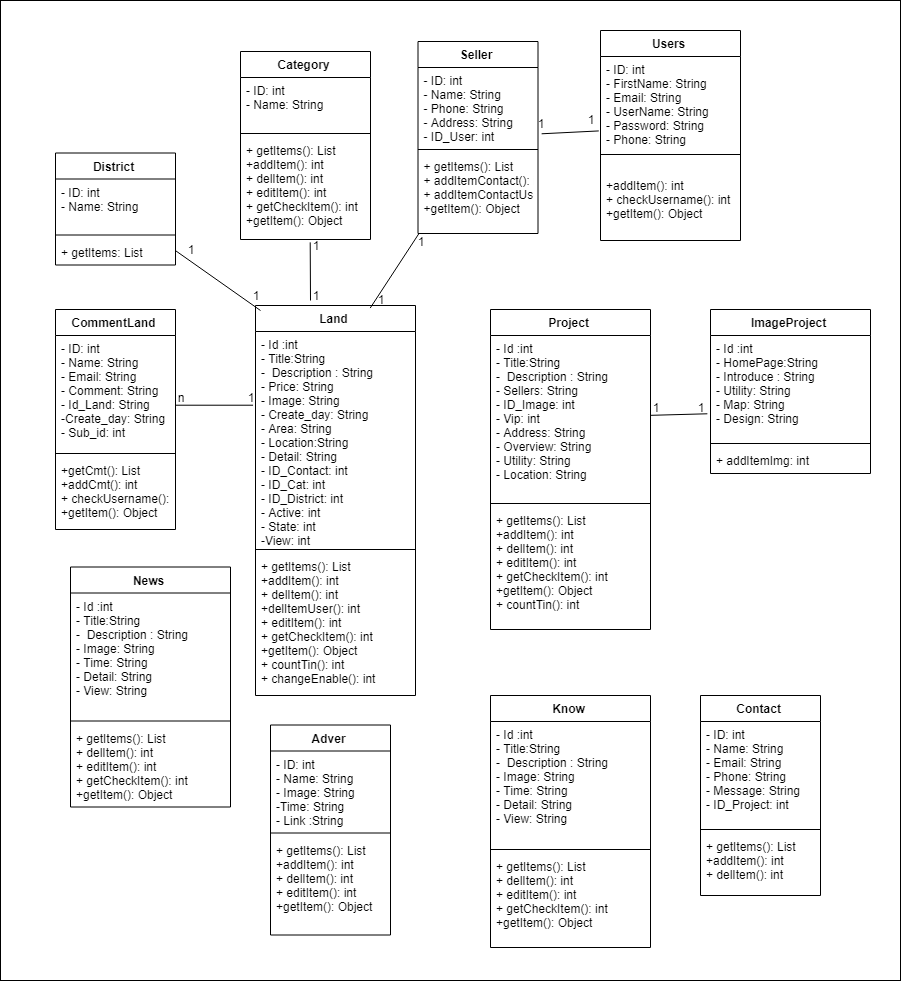 Category
- ID: int
- Name: String
+ getItems(): List
+addItem(): int
+ delItem(): int
+ editItem(): int
+ getCheckItem(): int
+getItem(): Object
1
Seller
- ID: int
- Name: String
- Phone: String
- Address: String
- ID_User: int
+ getItems(): List
+ addItemContact():
+ addItemContactUs
+getItem(): Object
1
1
1
Users
- ID: int
- FirstName: String
- Email: String
- UserName: String
- Password: String
- Phone: String
+addItem(): int
+ checkUsername(): int
+getItem(): Object
District
- ID: int
- Name: String
+ getItems: List
1
1
1
1
CommentLand
- ID: int
- Name: String
- Email: String
- Comment: String
- Id_Land: String
-Create_day: String
- Sub_id: int
+getCmt(): List
+addCmt(): int
+ checkUsername():
+getItem(): Object
n
1
Land
- Id :int
- Title:String
-  Description : String
- Price: String
- Image: String
- Create_day: String
- Area: String
- Location:String
- Detail: String
- ID_Contact: int
- ID_Cat: int
- ID_District: int
- Active: int
- State: int
-View: int
+ getItems(): List
+addItem(): int
+ delItem(): int
+delItemUser(): int
+ editItem(): int
+ getCheckItem(): int
+getItem(): Object
+ countTin(): int
+ changeEnable(): int
Project
- Id :int
- Title:String
-  Description : String
- Sellers: String
- ID_Image: int
- Vip: int
- Address: String
- Overview: String
- Utility: String
- Location: String
+ getItems(): List
+addItem(): int
+ delItem(): int
+ editItem(): int
+ getCheckItem(): int
+getItem(): Object
+ countTin(): int
1
1
ImageProject
- Id :int
- HomePage:String
- Introduce : String
- Utility: String
- Map: String
- Design: String
+ addItemImg: int
News
- Id :int
- Title:String
-  Description : String
- Image: String
- Time: String
- Detail: String
- View: String
+ getItems(): List
+ delItem(): int
+ editItem(): int
+ getCheckItem(): int
+getItem(): Object
Adver
- ID: int
- Name: String
- Image: String
-Time: String
- Link :String
+ getItems(): List
+addItem(): int
+ delItem(): int
+ editItem(): int
+getItem(): Object
Know
- Id :int
- Title:String
-  Description : String
- Image: String
- Time: String
- Detail: String
- View: String
+ getItems(): List
+ delItem(): int
+ editItem(): int
+ getCheckItem(): int
+getItem(): Object
Contact
- ID: int
- Name: String
- Email: String
- Phone: String
- Message: String
- ID_Project: int
+ getItems(): List
+addItem(): int
+ delItem(): int